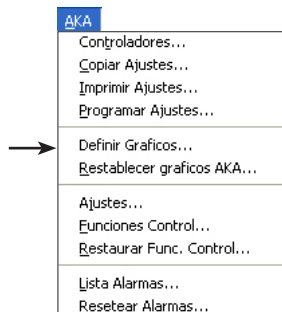 AKA
Controladores...
Copiar Ajustes...
Imprimir Ajustes...
Programar Ajustes...
Definir Graficos...
Restablecer graficos AKA...
Ajustes...
Funciones Control...
Restaurar Func. Control...
Lista Alarmas...
Resetear Alarmas...